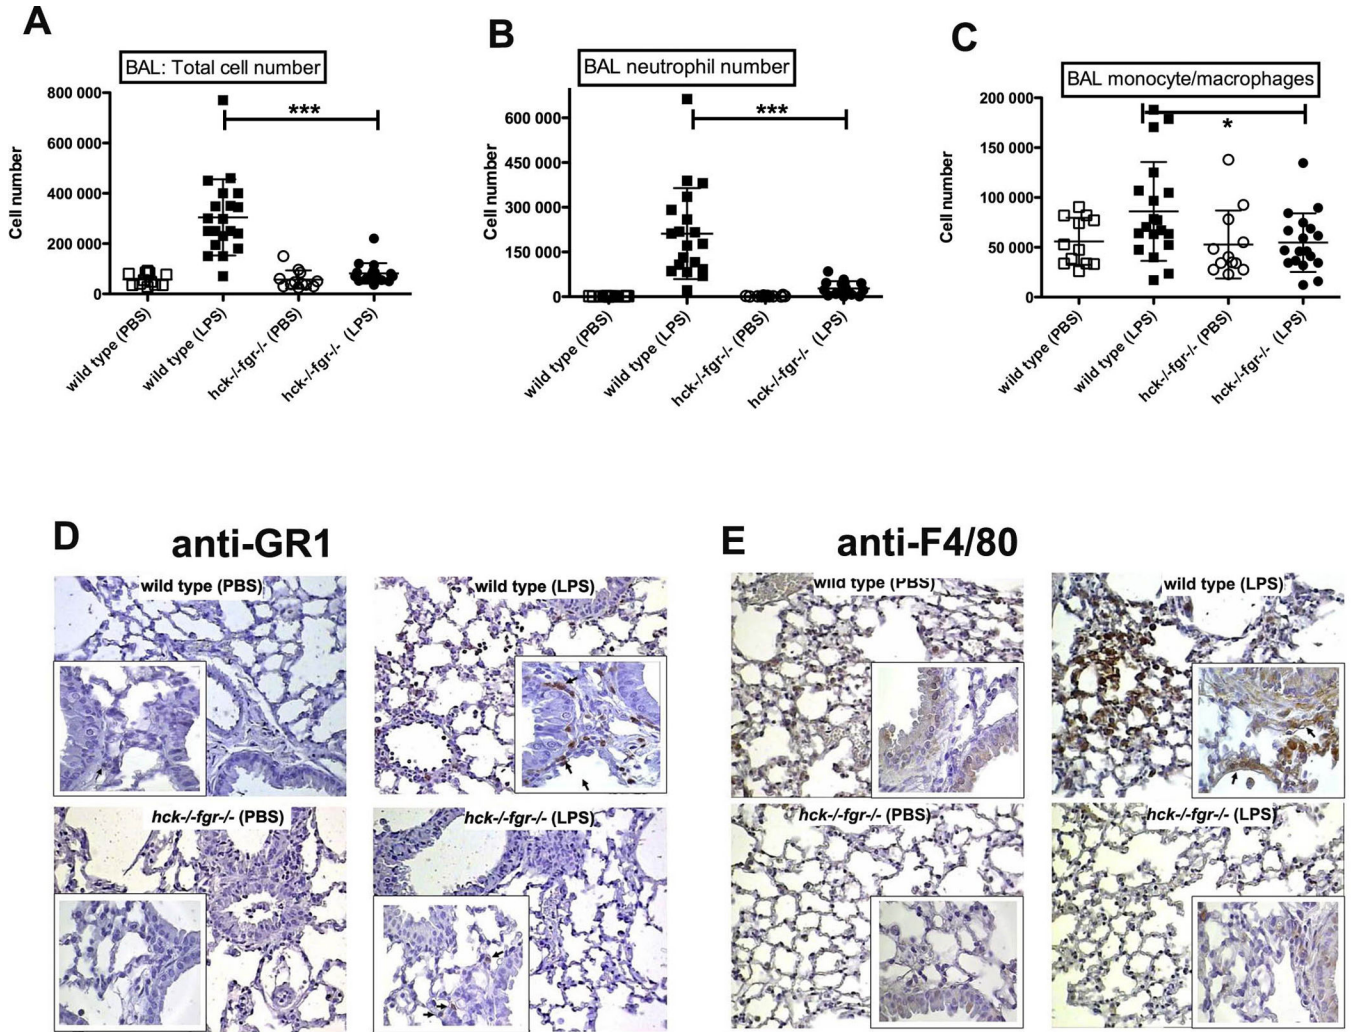 A
BAL: Total cell number
800 000
600 000
400 000
200 000
0
Cell number
***
wild type (PBS)
wild type (LPS)
hck-/-fgr-/- (PBS)
hck-/-fgr-/- (LPS)
B
BAL neutrophil number
600 000
450 000
300 000
150 000
0
Cell number
***
wild type (PBS)
wild type (LPS)
hck-/-fgr-/- (PBS)
hck-/-fgr-/- (LPS)
C
BAL monocyte/macrophages
200 000
150 000
100 000
50 000
0
Cell number
*
wild type (PBS)
wild type (LPS)
hck-/-fgr-/- (PBS)
hck-/-fgr-/- (LPS)
D
anti-GR1
wild type (PBS)
wild type (LPS)
hck-/-fgr-/- (PBS)
hck-/-fgr-/- (LPS)
E
anti-F4/80
wild type (PBS)
wild type (LPS)
hck-/-fgr-/- (PBS)
hck-/-fgr-/- (LPS)